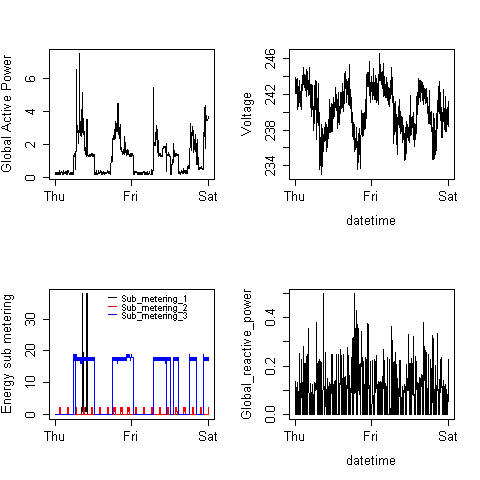 Global Active Power
0 2 4 6
Thu Fri Sat
Voltage
234 238 242 246
Thu Fri Sat
datetime
Energy sub metering
0 10 20 30
Sub_metering_1
Sub_metering_2
Sub_metering_3
Thu Fri Sat
Global_reactive_power
0.0 0.2 0.4
Thu Fri Sat
datetime